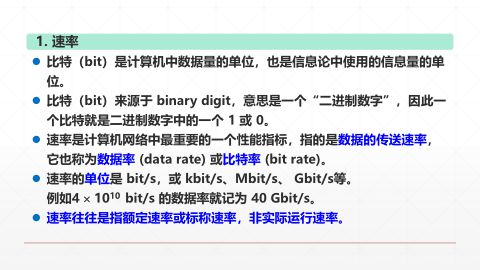 1. 速率
比特（bit）是计算机中数据量的单位，也是信息论中使用的信息量的单
位。
比特（bit）来源于 binary digit，意思是一个“二进制数字”，因此一
个比特就是二进制数字中的一个 1 或 0。
速率是计算机网络中最重要的一个性能指标，指的是数据的传送速率，
它也称为数据率 (data rate) 或比特率 (bit rate)。
速率的单位是 bit/s，或 kbit/s、Mbit/s、 Gbit/s等。
例如4 × 10¹⁰ bit/s 的数据率就记为 40 Gbit/s。
速率往往是指额定速率或标称速率，非实际运行速率。